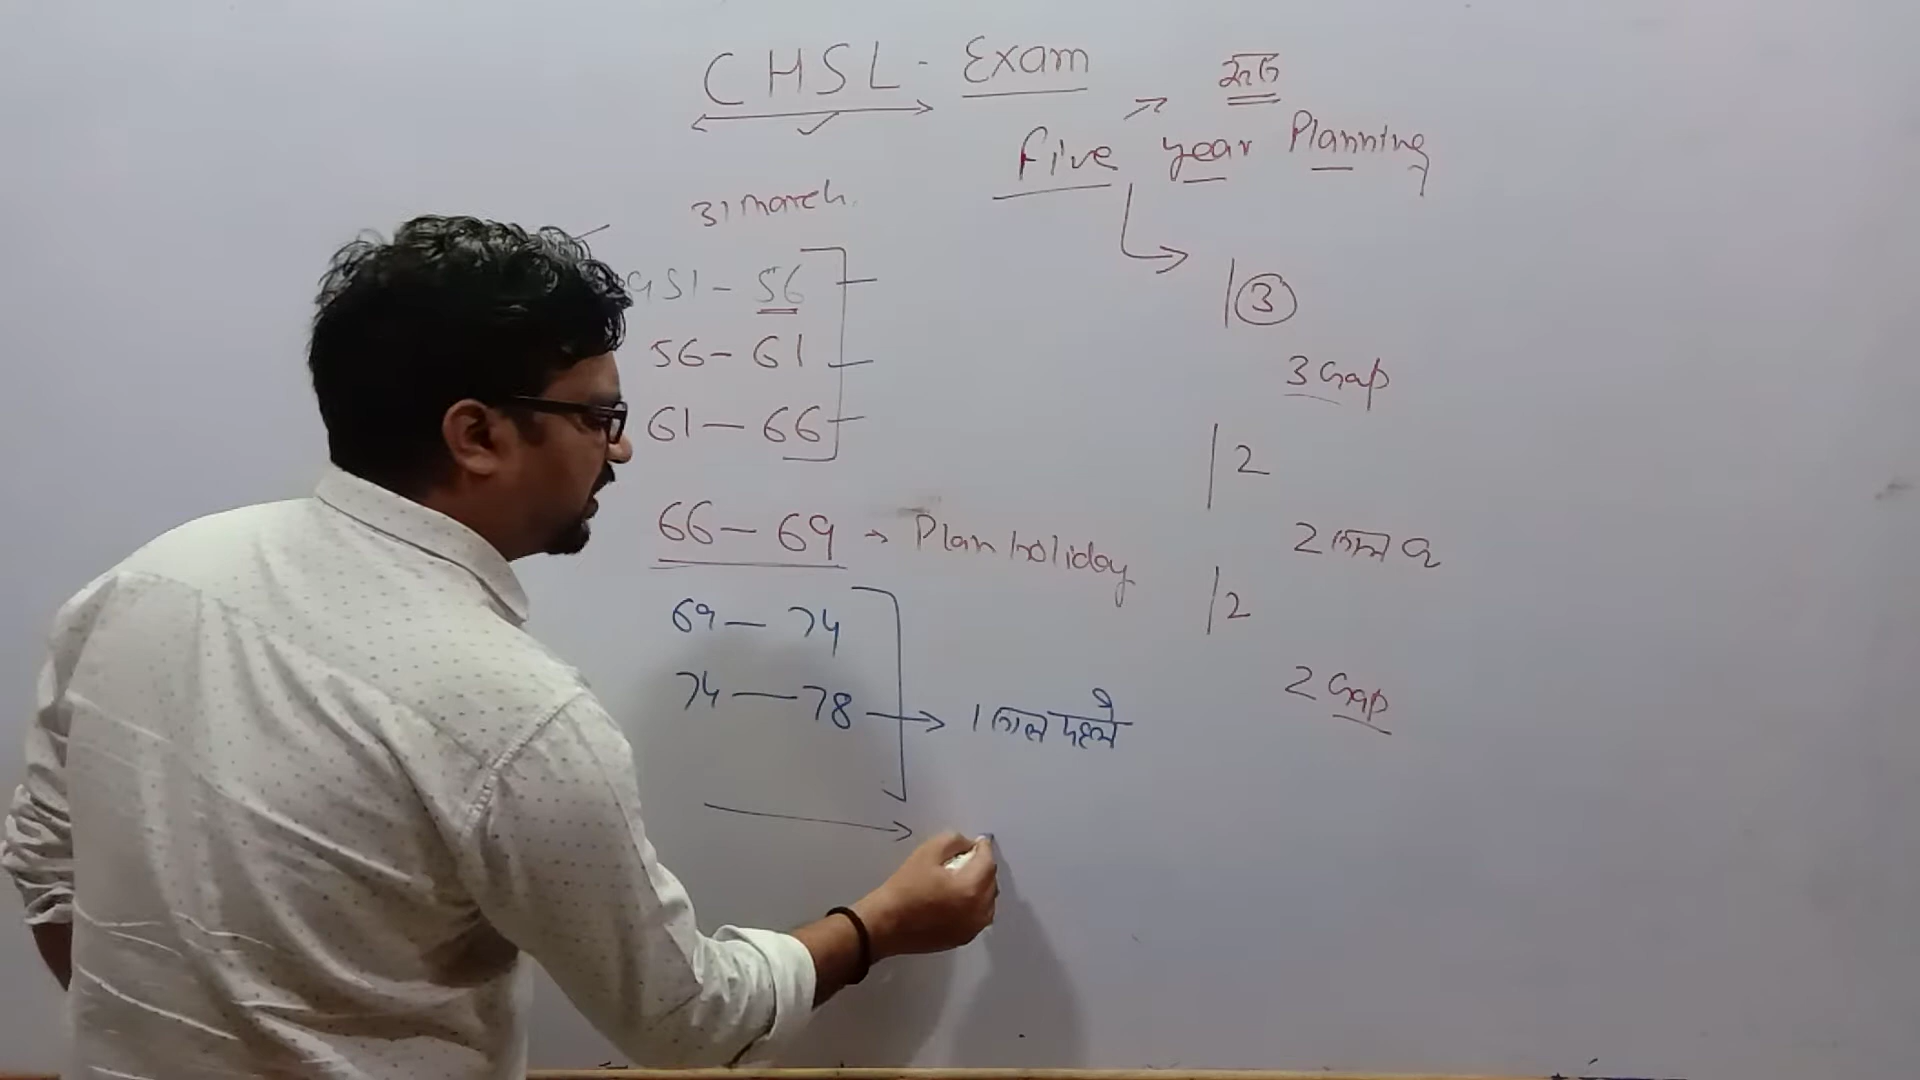 CHSL - Exam
रूस
Five year Planning
31 march.
951 - 56
56 - 61
61 - 66
66 - 69 → Plan holiday
69 - 74
74 - 78 → 1 साल पहले
3
3 Gap
2
2
2 Gap